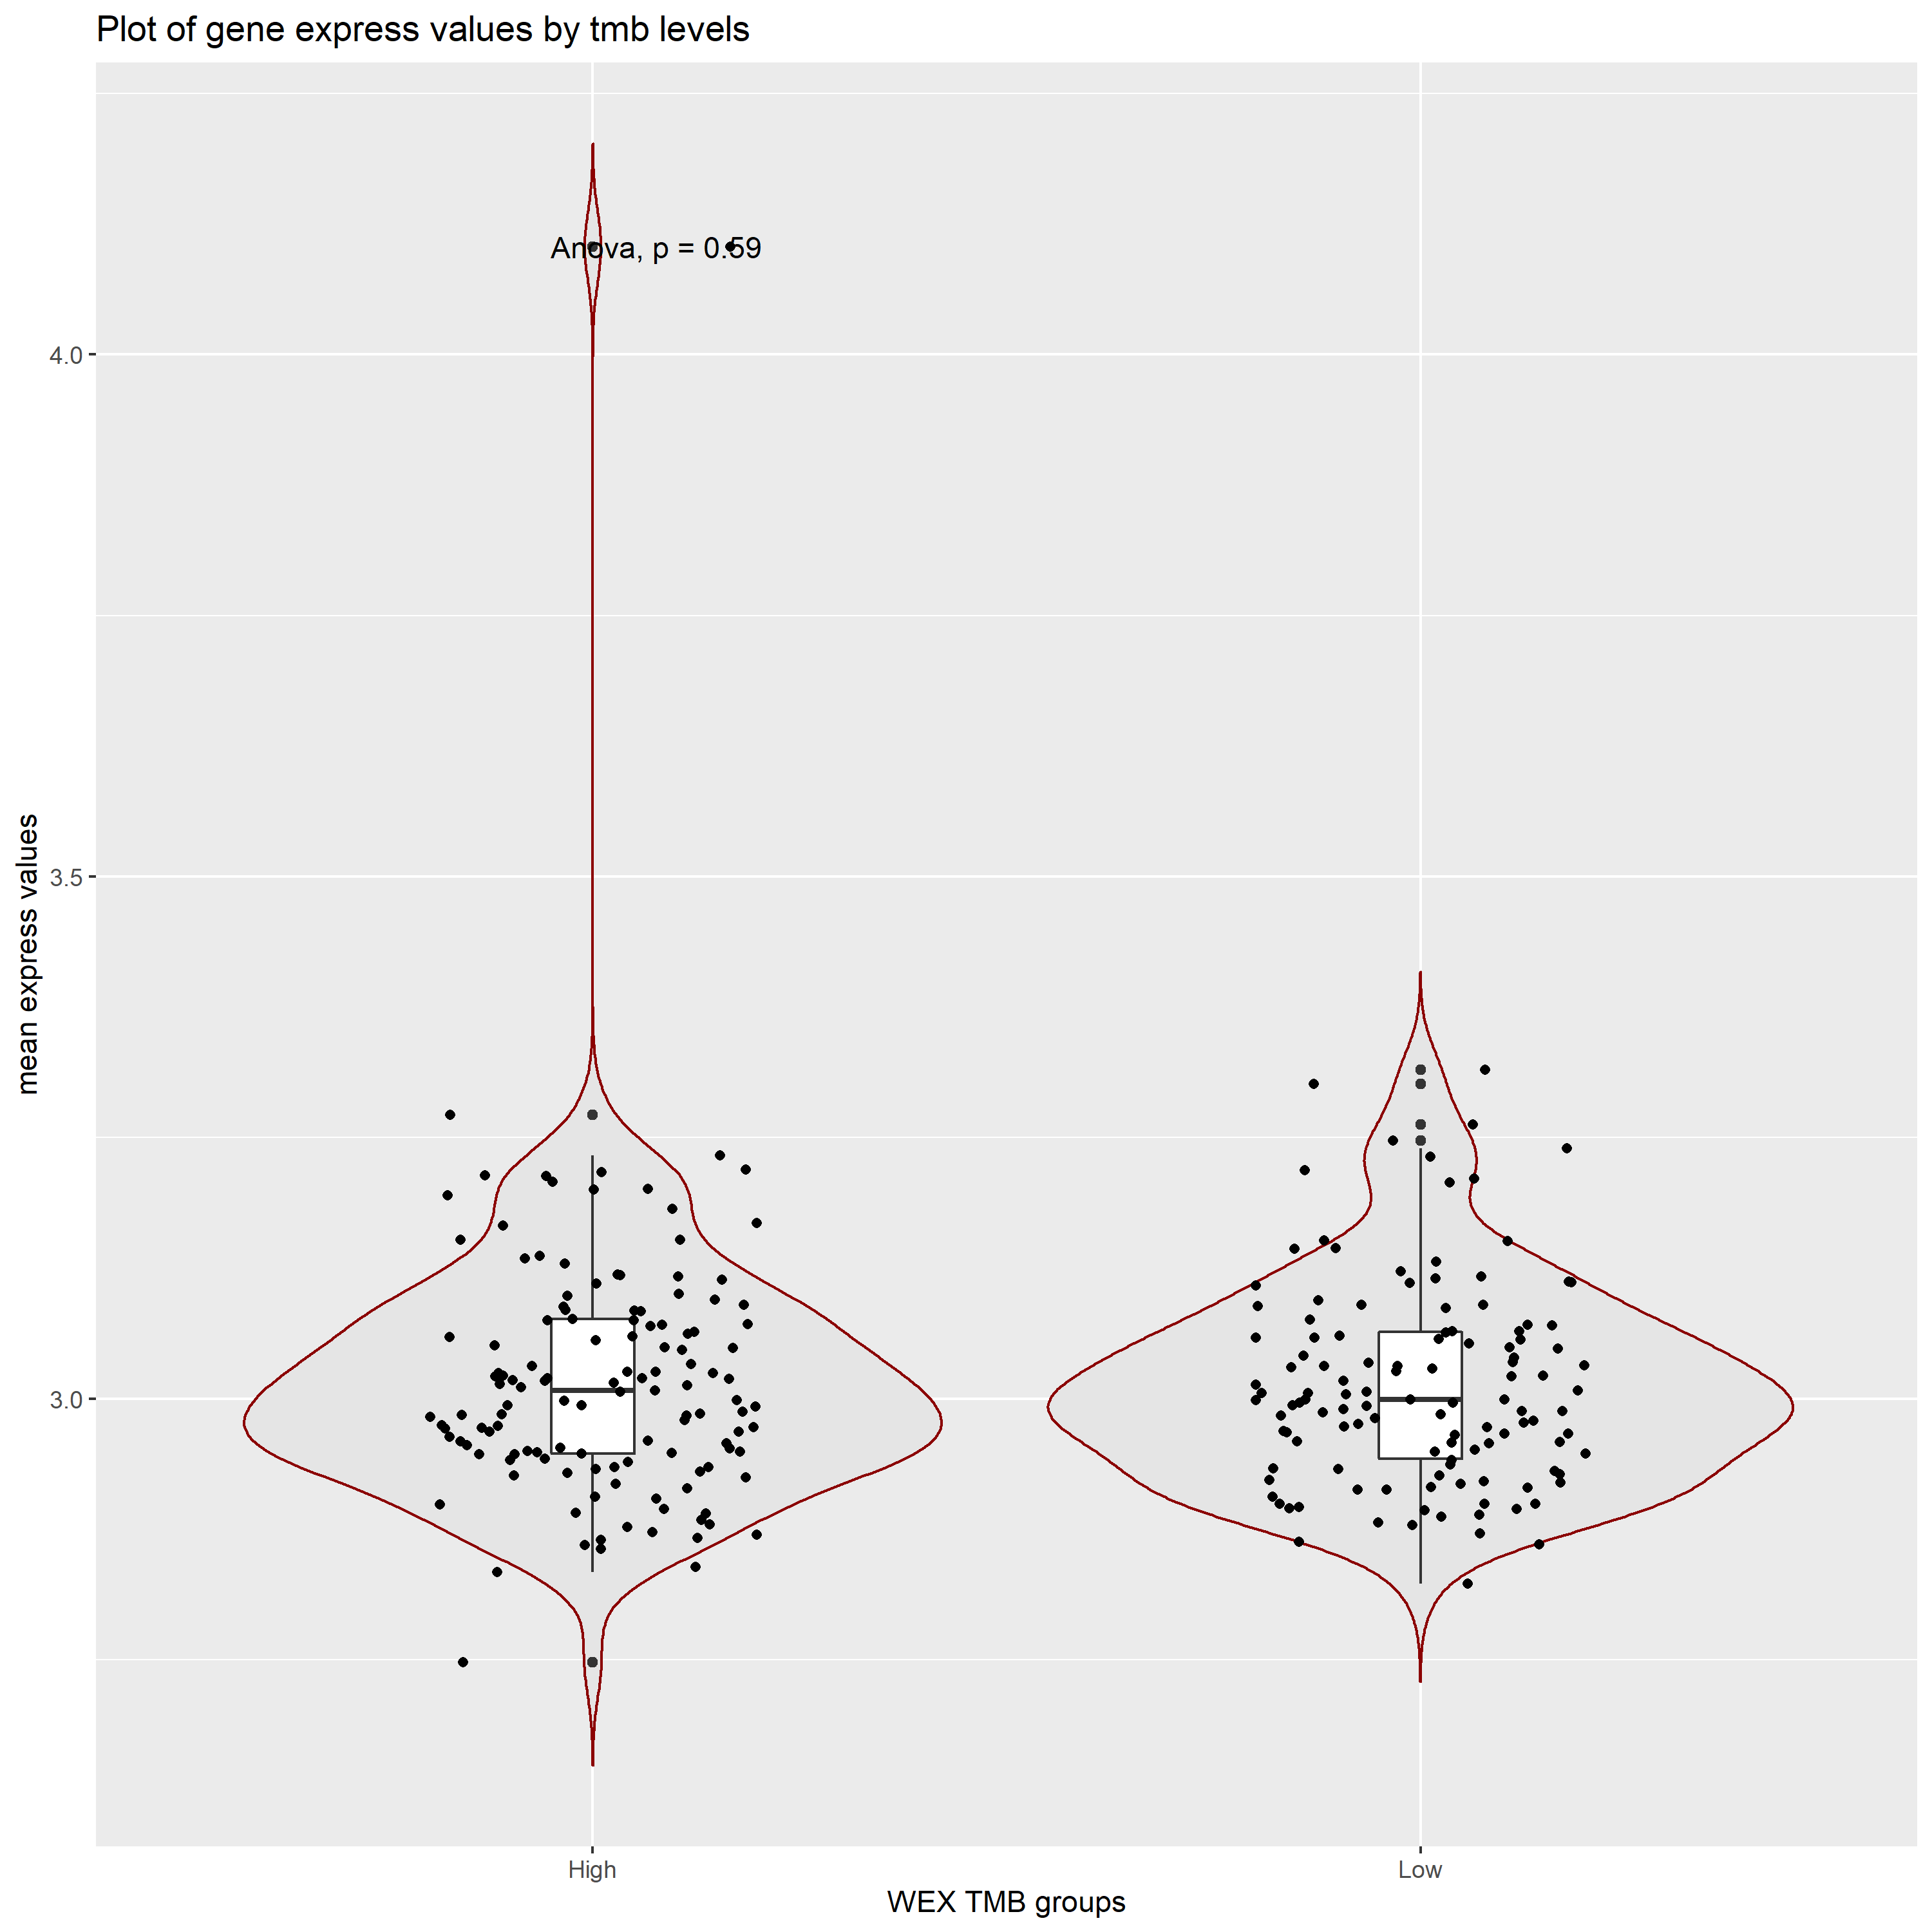 Plot of gene express values by tmb levels
Anova, p = 0.59
4.0
3.5
3.0
mean express values
High
Low
WEX TMB groups